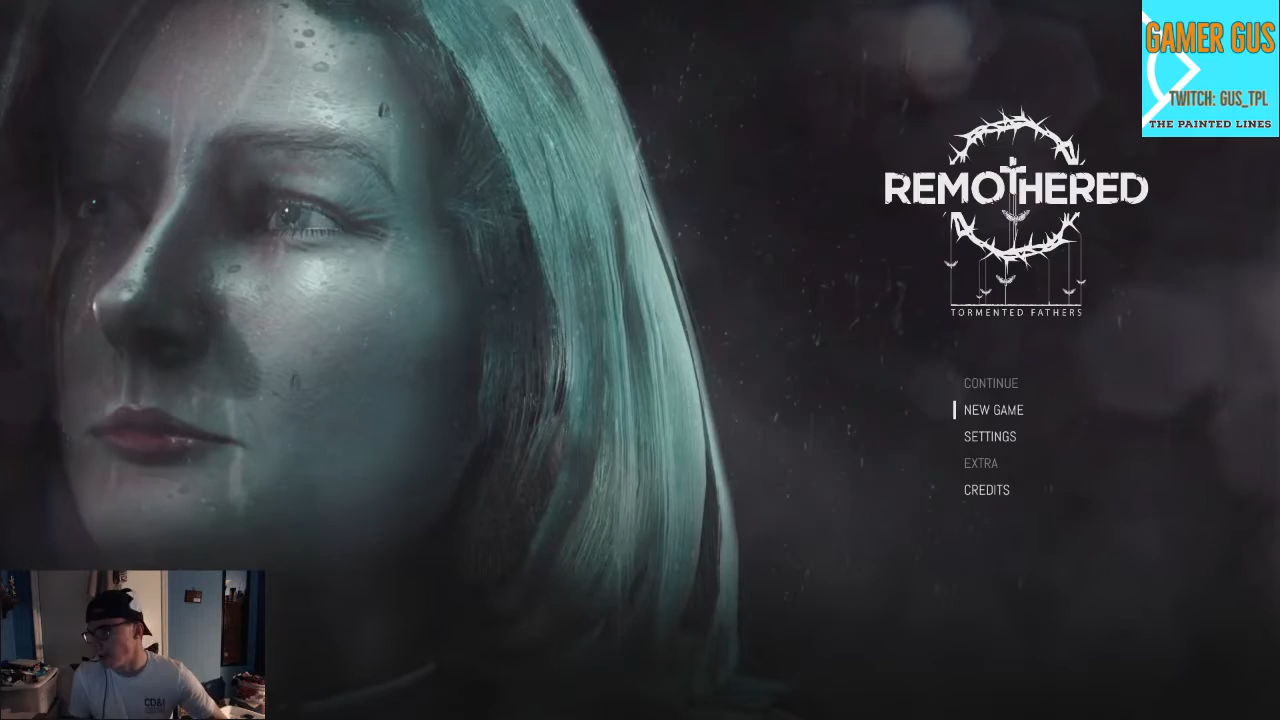 GAMER GUS
TWITCH: GUS_TPL
THE PAINTED LINES
REMOTHERED
TORMENTED FATHERS
CONTINUE
NEW GAME
SETTINGS
EXTRA
CREDITS